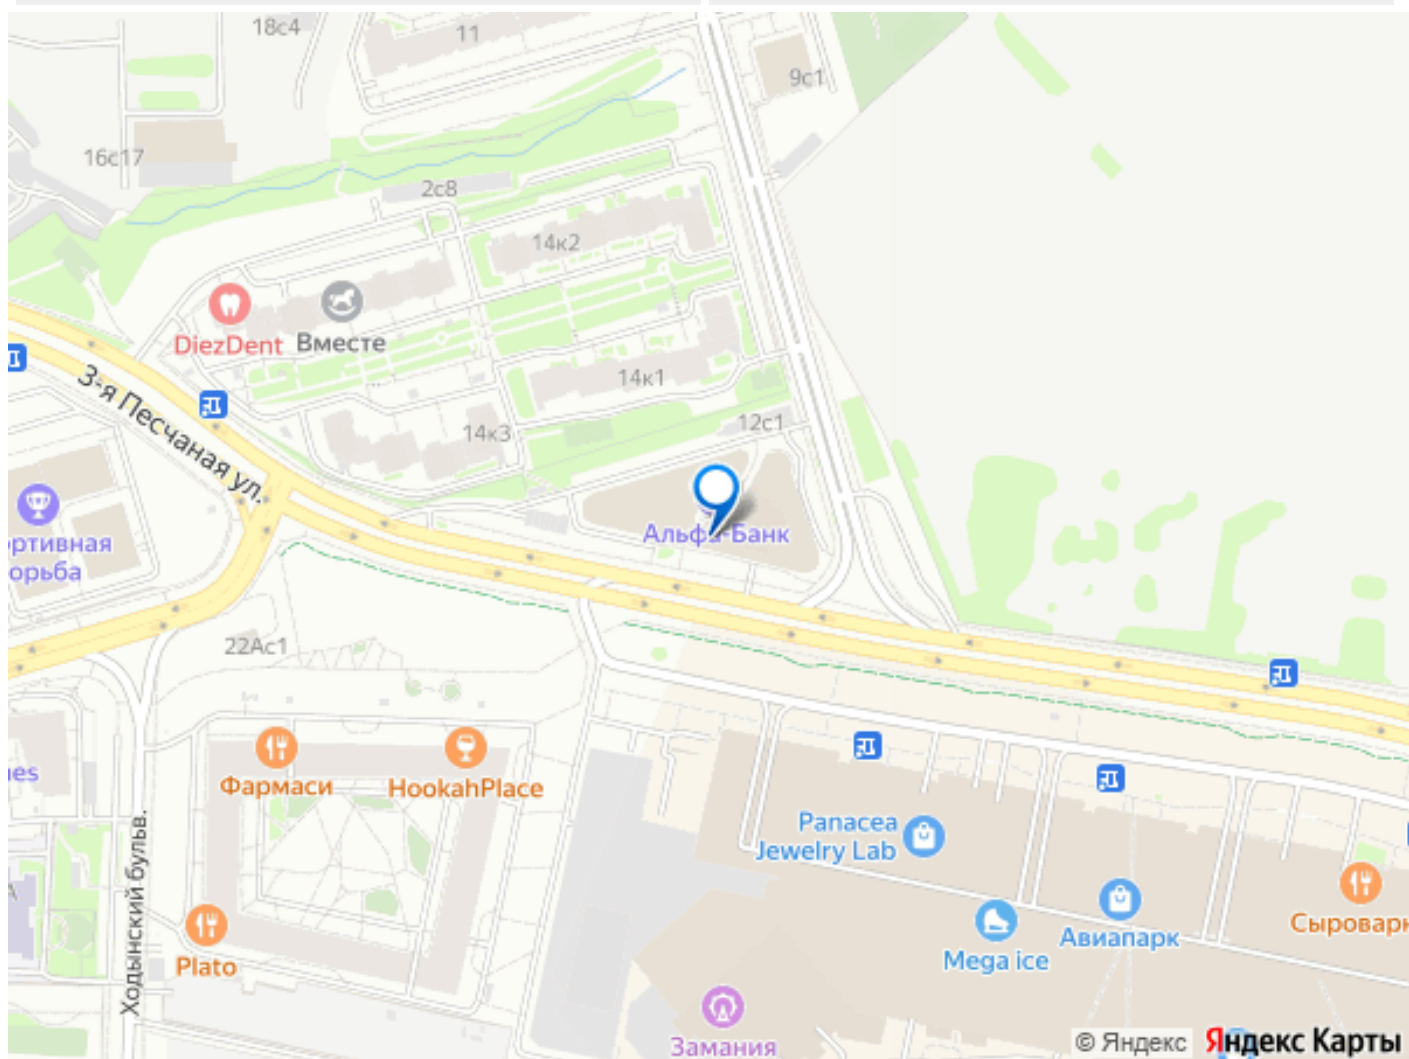 18с4
11
9с1
16с17
2с8
14к2
DiezDent
Вместе
3-я Песчаная ул.
14к1
12с1
14к3
Альфа-Банк
ортивная
орьба
22Ас1
Фармаси
HookahPlace
es
Panacea
Jewelry Lab
Ходынский бульв.
Авиапарк
Сыроварн
Plato
Mega ice
Замания
© Яндекс
Яндекс Карты